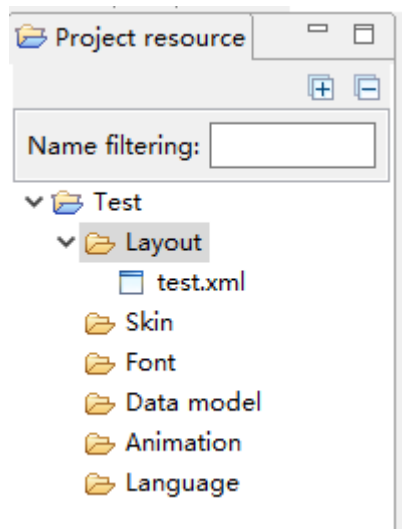 Project resource
Name filtering:
Test
Layout
test.xml
Skin
Font
Data model
Animation
Language